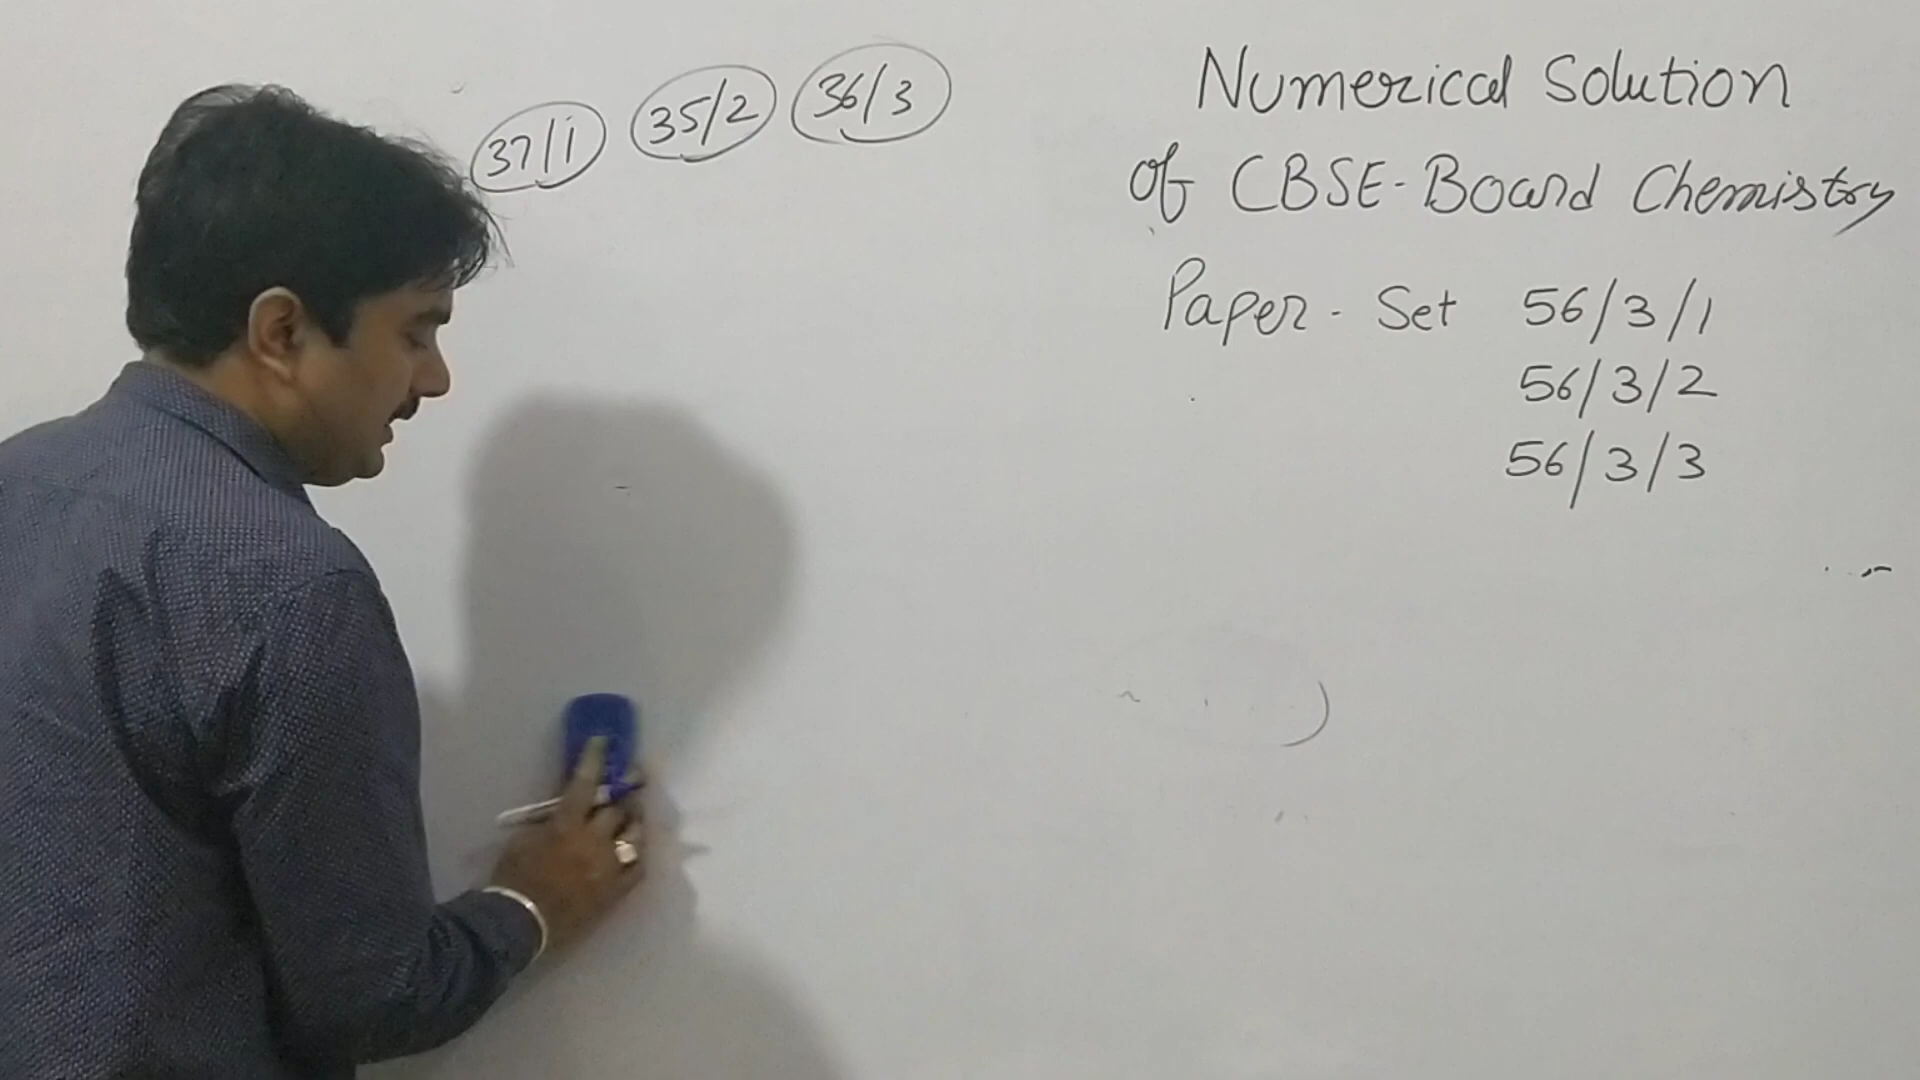 37/1 35/2 36/3
Numerical Solution
of CBSE-Board Chemistry
Paper - Set 56/3/1
56/3/2
56/3/3